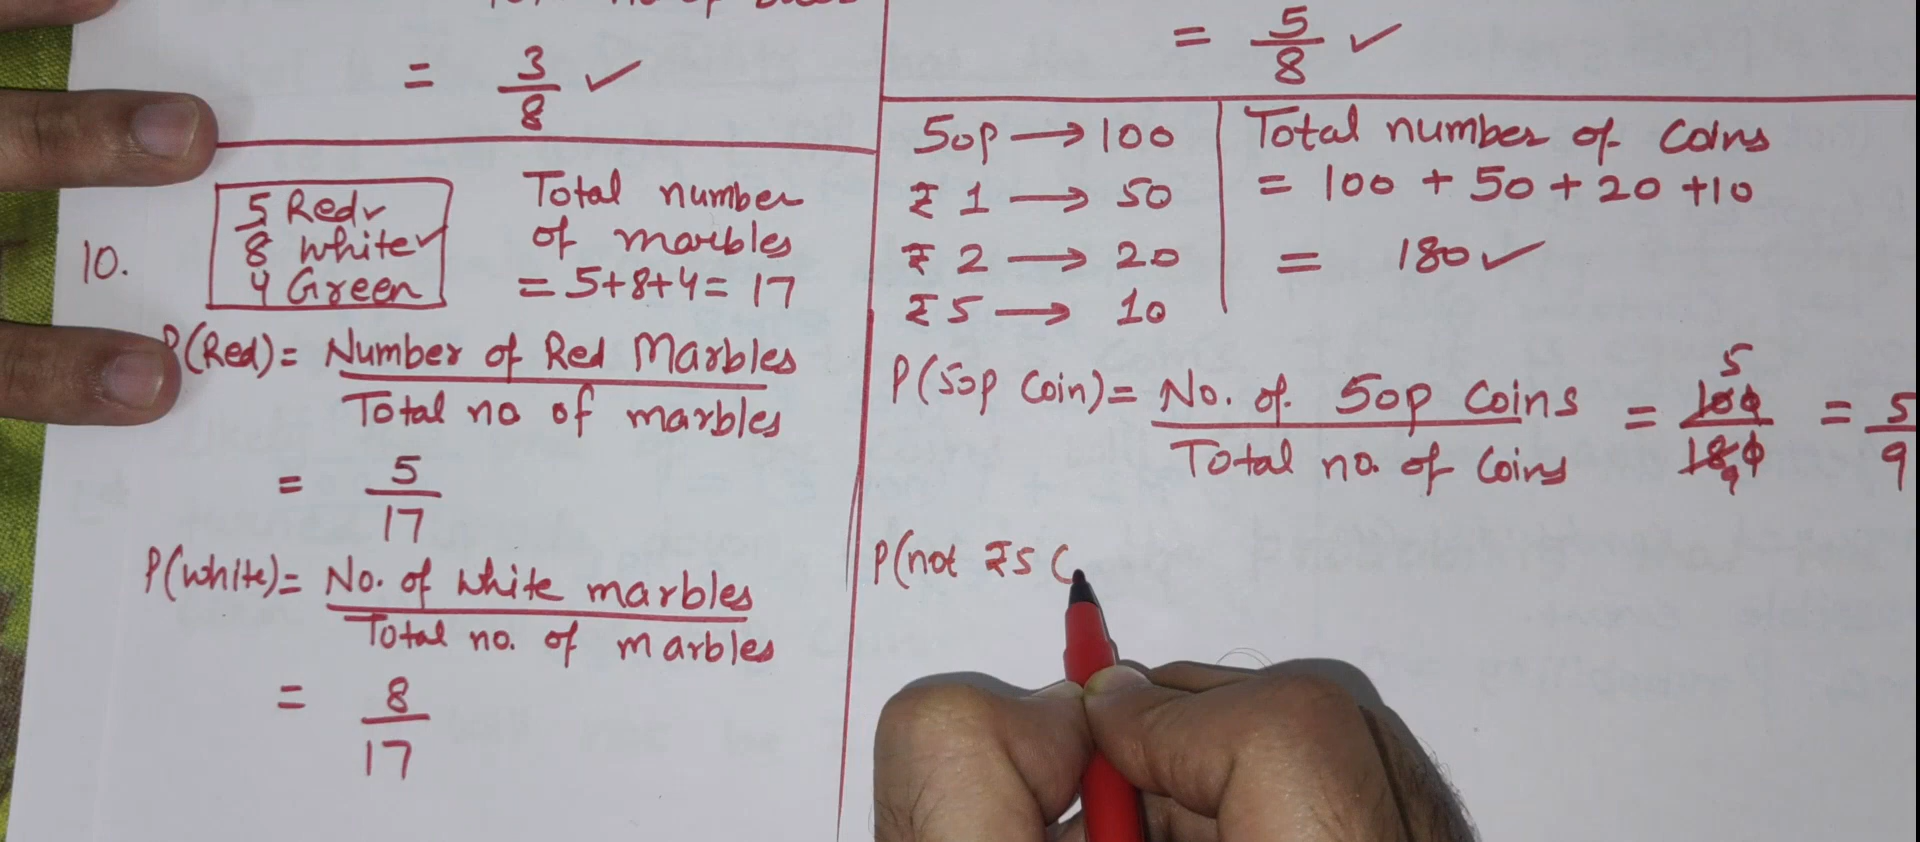 = 3/8 ✓
10.
5 Red ✓
8 White ✓
4 Green
Total number
of marbles
= 5+8+4 = 17
P(Red) = Number of Red Marbles / Total no of marbles
= 5/17
P(White) = No. of White marbles / Total no. of marbles
= 8/17
= 5/8 ✓
50p → 100
₹ 1 → 50
₹ 2 → 20
₹ 5 → 10
Total number of Coins
= 100 + 50 + 20 + 10
= 180 ✓
P(50p Coin) = No. of 50p Coins / Total no. of Coins = 100/180 = 5/9
P(not ₹5 C